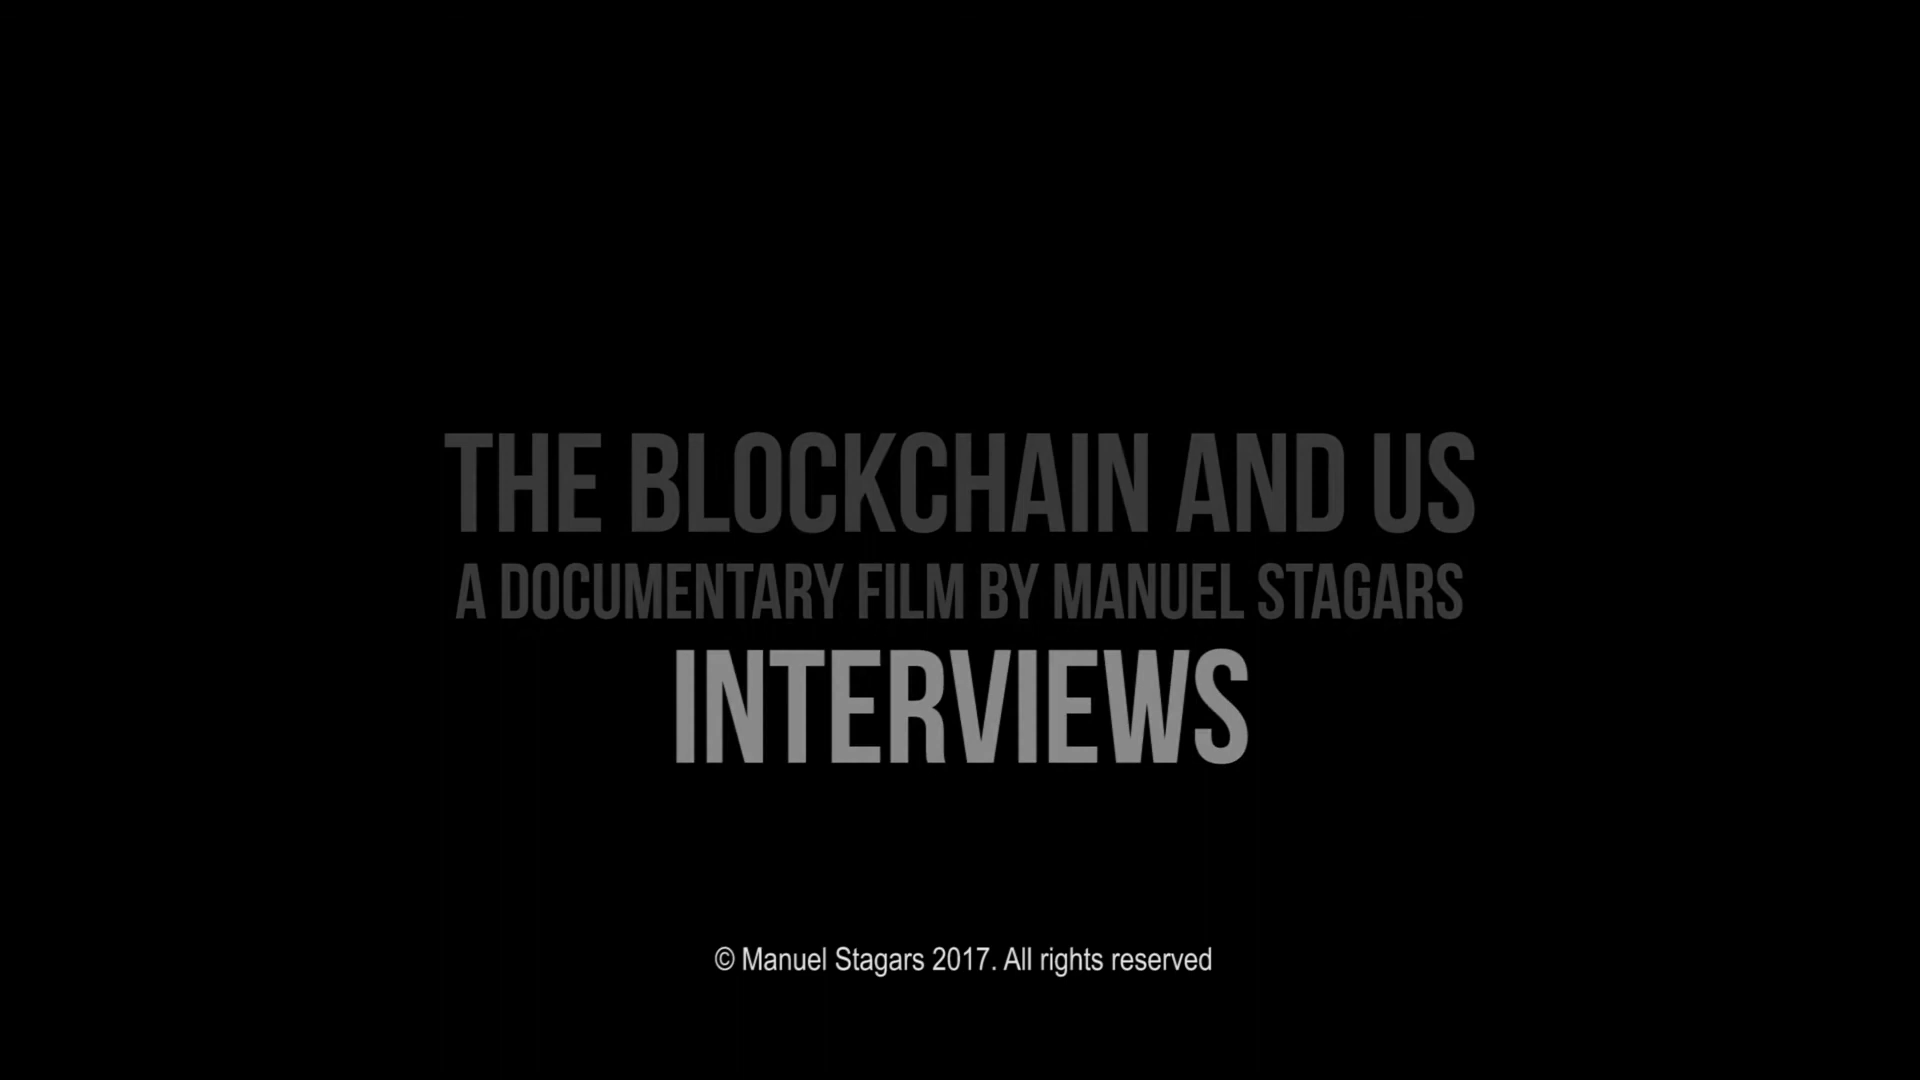 THE BLOCKCHAIN AND US
A DOCUMENTARY FILM BY MANUEL STAGARS
INTERVIEWS
© Manuel Stagars 2017. All rights reserved